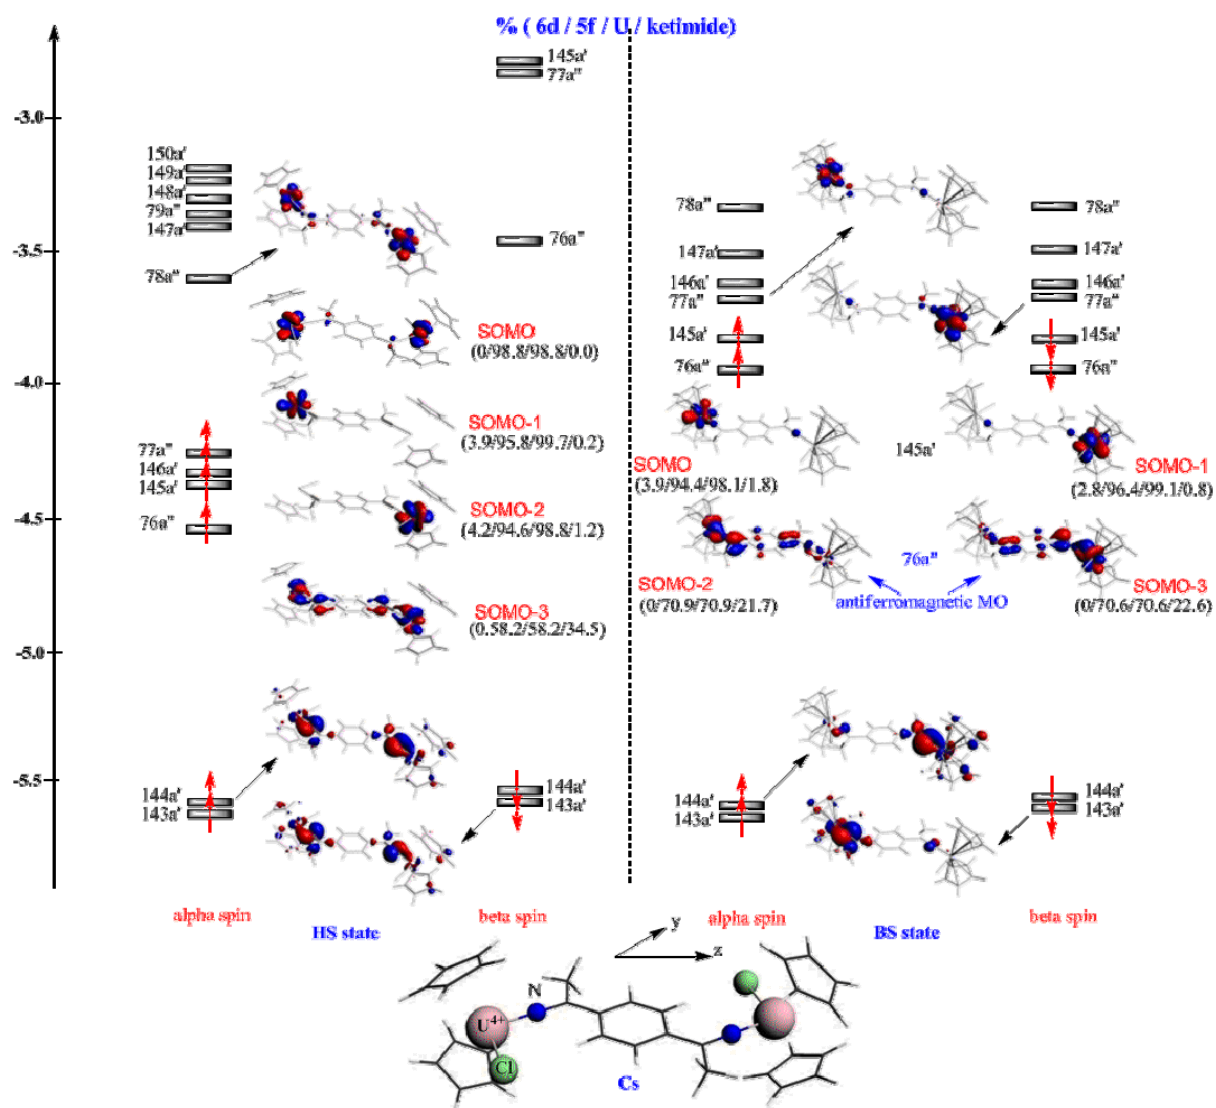 % ( 6d / 5f / U / ketimide)
-3.0
-3.5
-4.0
-4.5
-5.0
-5.5
150a'
149a'
148a'
79a"
147a'
78a"
77a"
146a'
145a'
76a"
144a'
143a'
alpha spin
SOMO
(0/98.8/98.8/0.0)
SOMO-1
(3.9/95.8/99.7/0.2)
SOMO-2
(4.2/94.6/98.8/1.2)
SOMO-3
(0.58.2/58.2/34.5)
HS state
145a'
77a"
76a"
144a'
143a'
beta spin
78a"
147a'
146a'
77a"
145a'
76a"
SOMO
(3.9/94.4/98.1/1.8)
SOMO-2
(0/70.9/70.9/21.7)
144a'
143a'
alpha spin
145a'
76a"
antiferromagnetic MO
BS state
78a"
147a'
146a'
77a"
145a'
76a"
SOMO-1
(2.8/96.4/99.1/0.8)
SOMO-3
(0/70.6/70.6/22.6)
144a'
143a'
beta spin
y
z
N
U4+
Cl
Cs